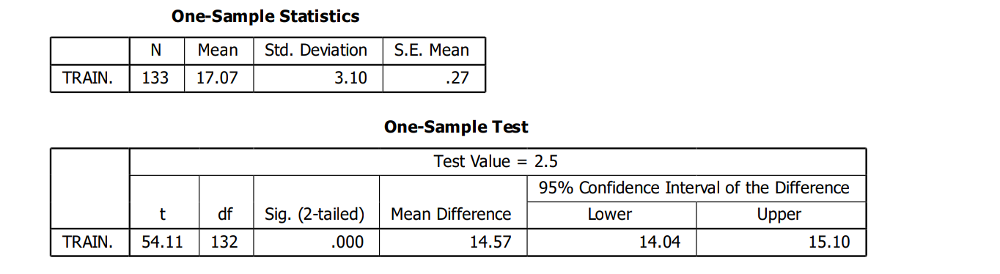 One-Sample Statistics
N Mean Std. Deviation S.E. Mean
TRAIN. 133 17.07 3.10 .27
One-Sample Test
Test Value = 2.5
95% Confidence Interval of the Difference
t df Sig. (2-tailed) Mean Difference Lower Upper
TRAIN. 54.11 132 .000 14.57 14.04 15.10